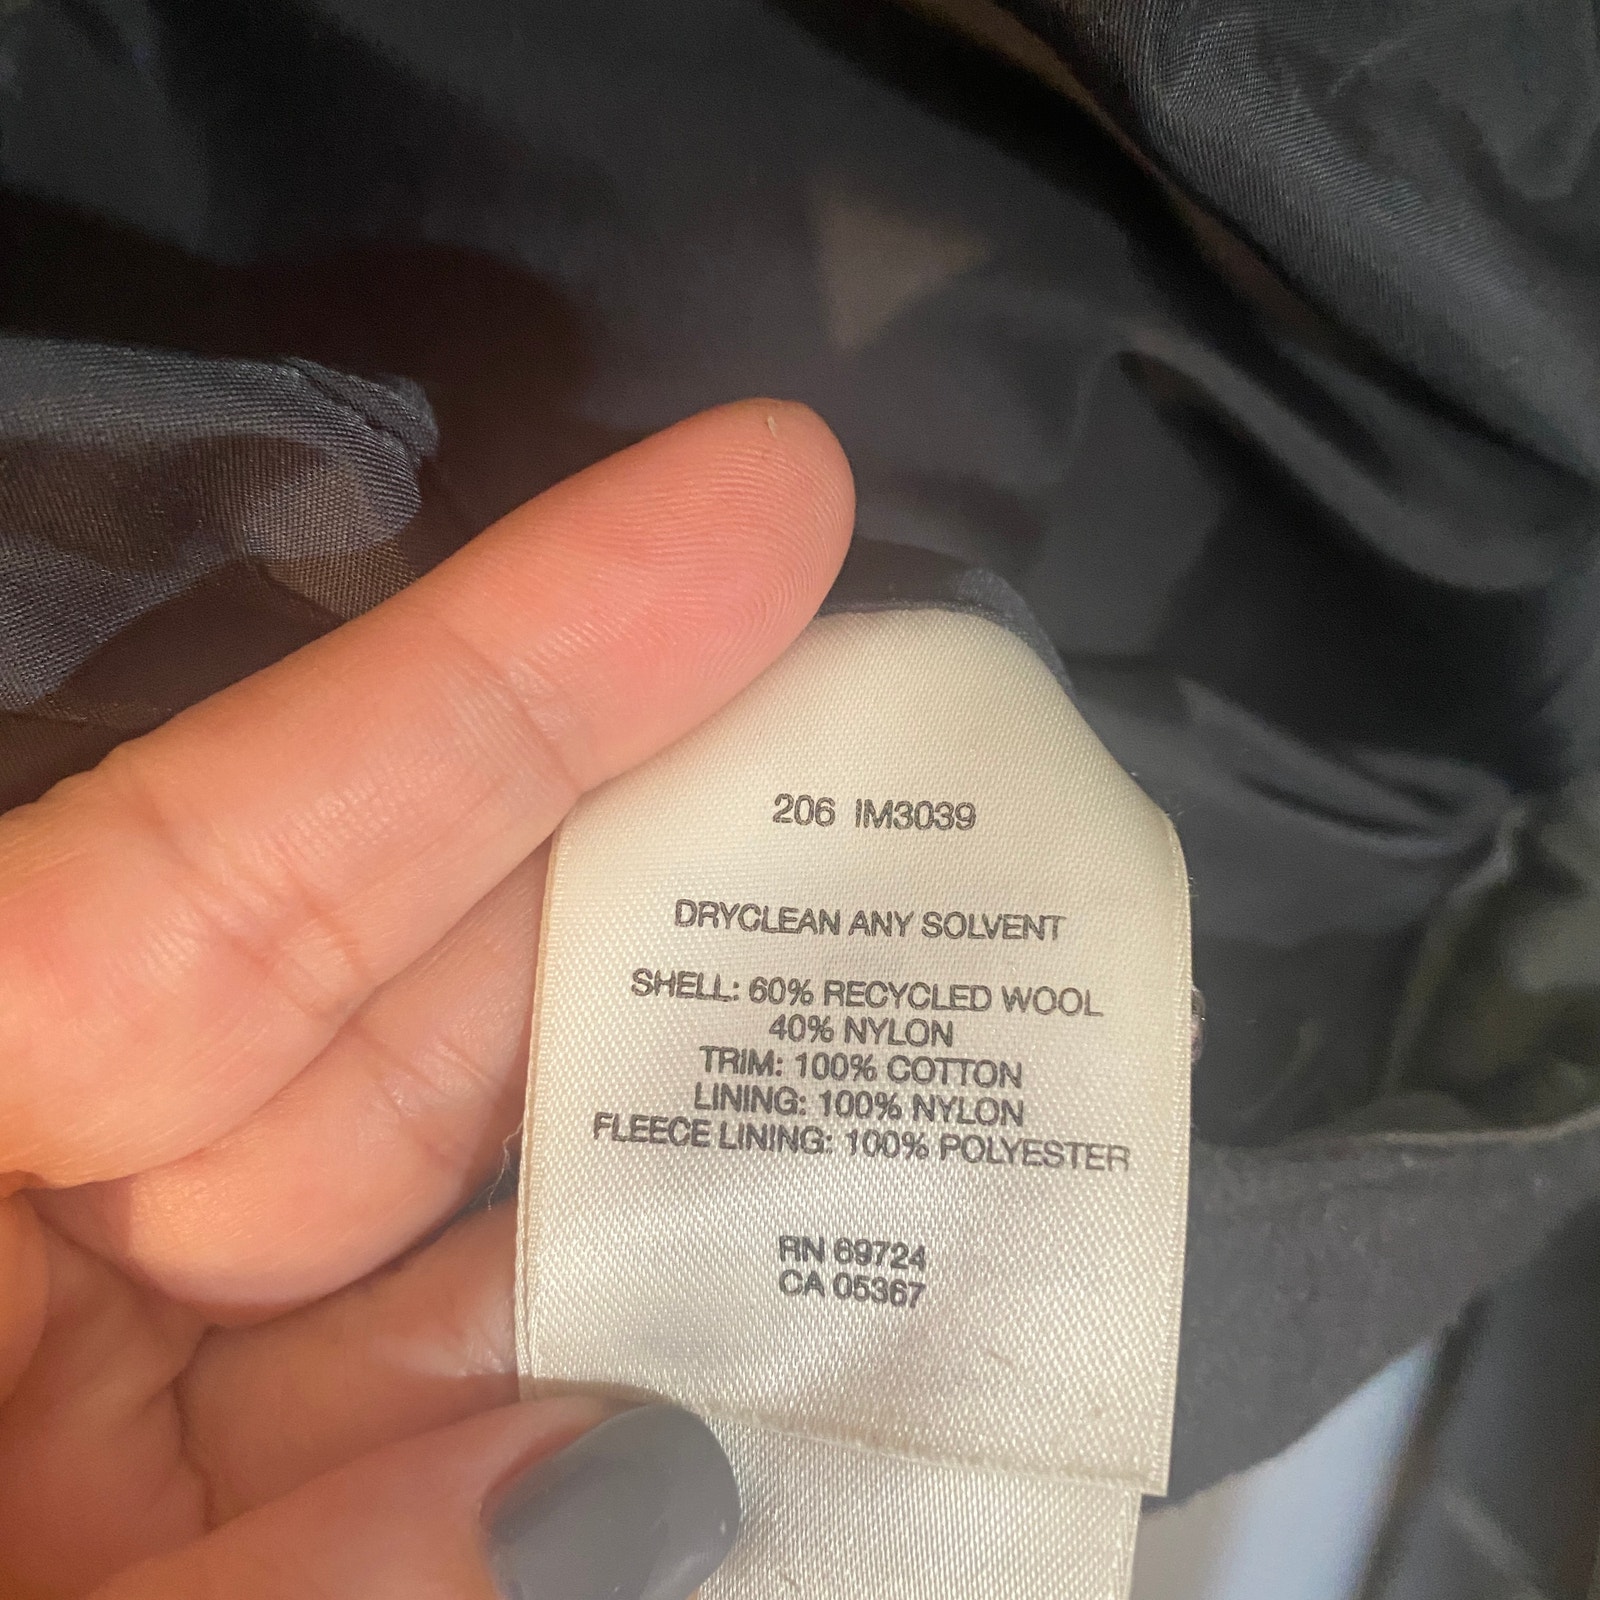 206 IM3039
DRYCLEAN ANY SOLVENT
SHELL: 60% RECYCLED WOOL
40% NYLON
TRIM: 100% COTTON
LINING: 100% NYLON
FLEECE LINING: 100% POLYESTER
RN 69724
CA 05367